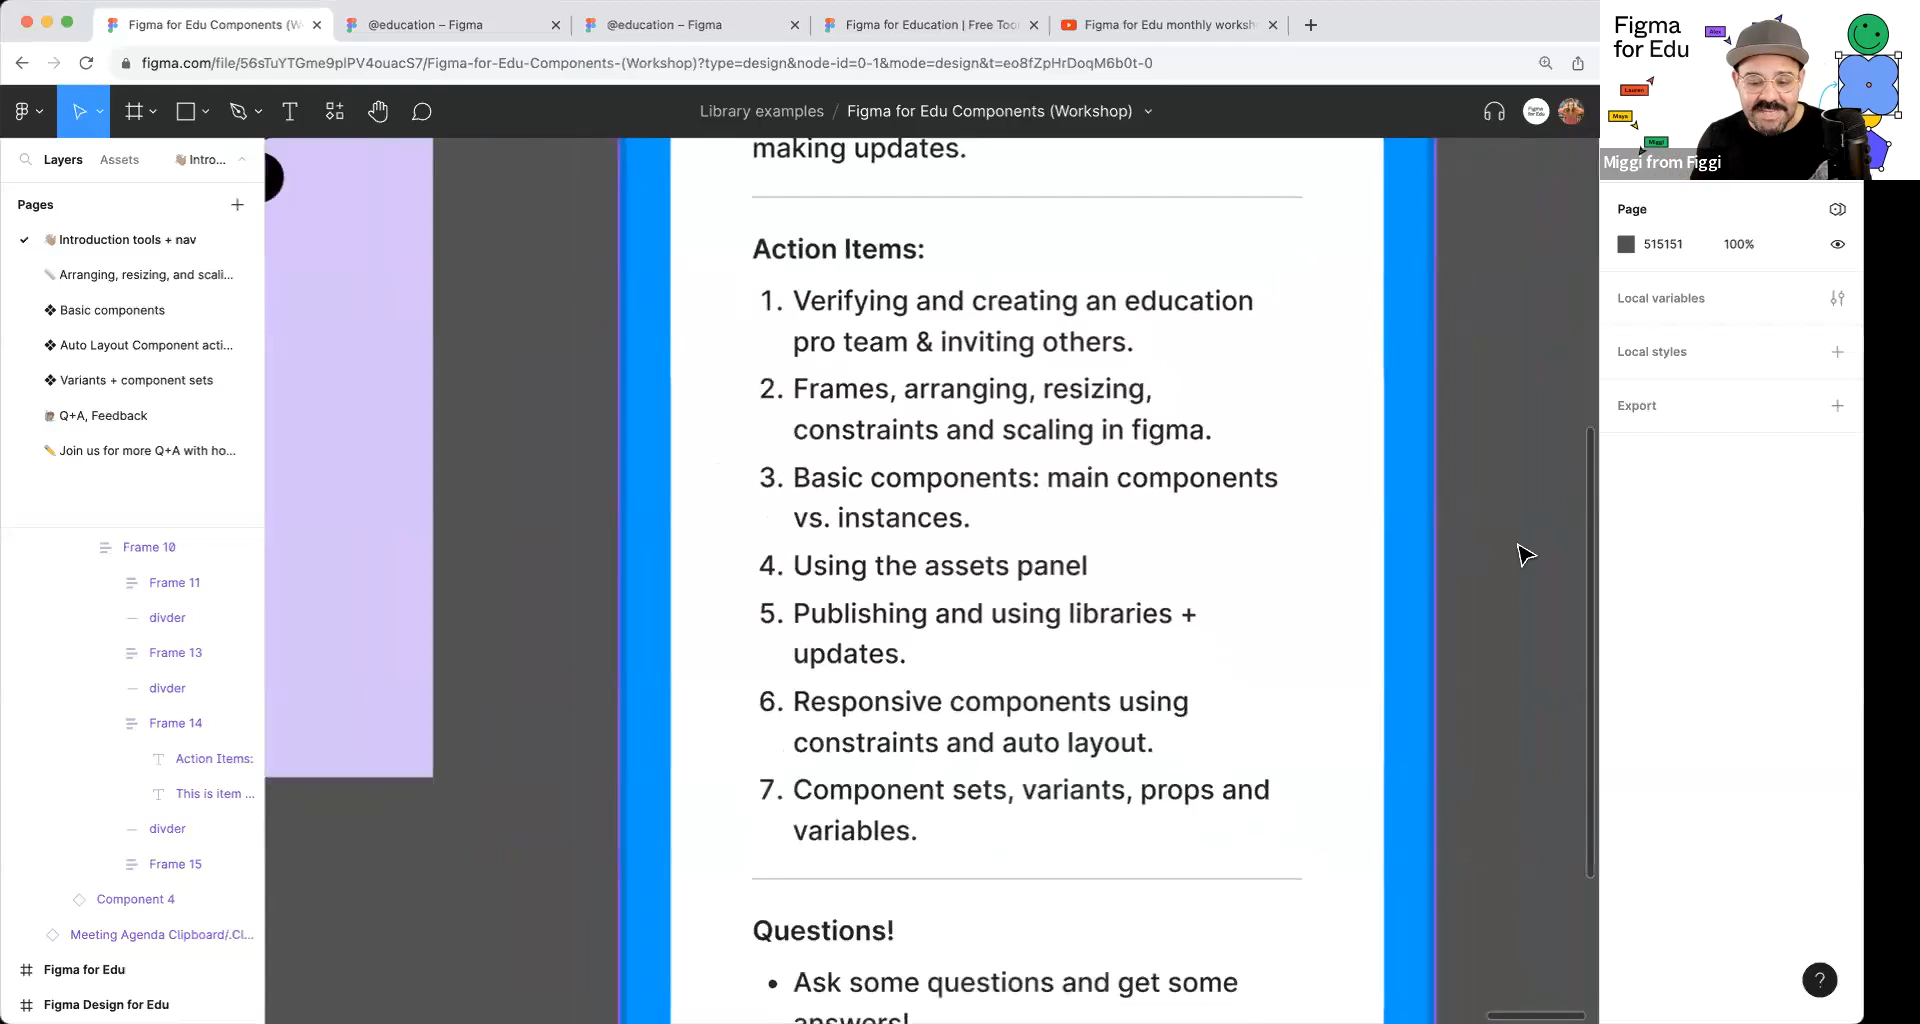 Figma for Edu Components (W
@education – Figma
@education – Figma
Figma for Education | Free Too
Figma for Edu monthly worksh
figma.com/file/56sTuYTGme9plPV4ouacS7/Figma-for-Edu-Components-(Workshop)?type=design&node-id=0-1&mode=design&t=eo8fZpHrDoqM6b0t-0
Library examples / Figma for Edu Components (Workshop)
Figma
for Edu
Alex
Lauren
Maya
Miggi
Miggi from Figgi
Layers Assets 👋🏽 Intro...
Pages
👋🏽 Introduction tools + nav
📏 Arranging, resizing, and scali...
❖ Basic components
❖ Auto Layout Component acti...
❖ Variants + component sets
🙋🏽 Q+A, Feedback
✏️ Join us for more Q+A with ho...
Frame 10
Frame 11
divder
Frame 13
divder
Frame 14
Action Items:
This is item ...
divder
Frame 15
Component 4
Meeting Agenda Clipboard/.Cl...
Figma for Edu
Figma Design for Edu
making updates.
Action Items:
1. Verifying and creating an education
pro team & inviting others.
2. Frames, arranging, resizing,
constraints and scaling in figma.
3. Basic components: main components
vs. instances.
4. Using the assets panel
5. Publishing and using libraries +
updates.
6. Responsive components using
constraints and auto layout.
7. Component sets, variants, props and
variables.
Questions!
• Ask some questions and get some
answers!
Page
515151 100%
Local variables
Local styles
Export
?